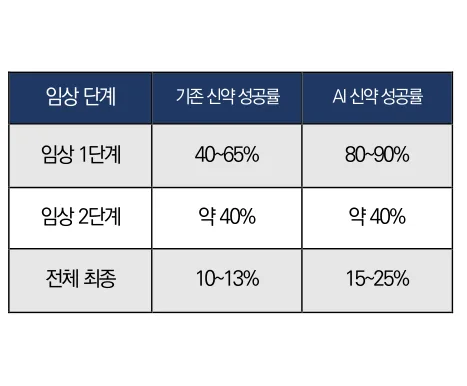 임상 단계 기존 신약 성공률 AI 신약 성공률
임상 1단계 40~65% 80~90%
임상 2단계 약 40% 약 40%
전체 최종 10~13% 15~25%